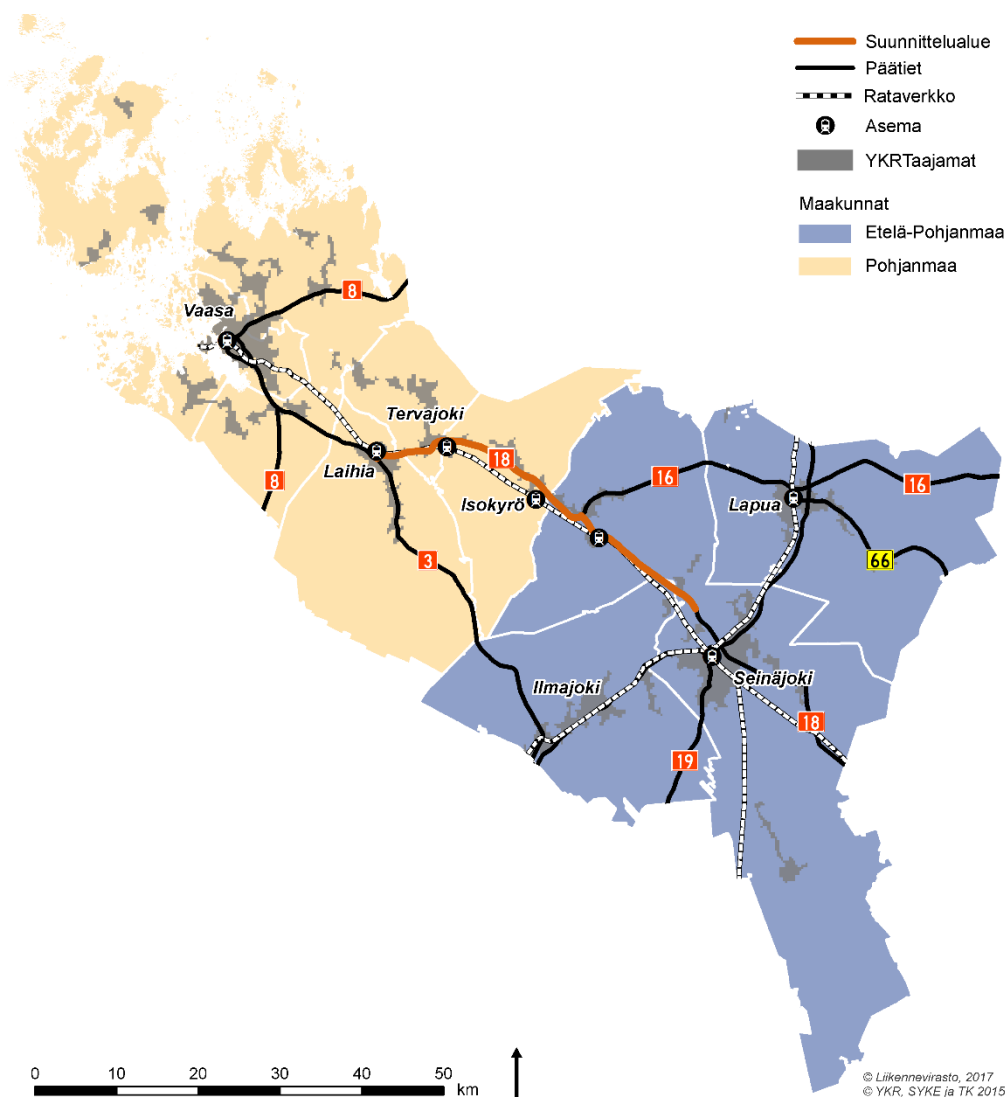 Suunnittelualue
Päätiet
Rataverkko
Asema
YKRTaajamat
Maakunnat
Etelä-Pohjanmaa
Pohjanmaa
8
Vaasa
Tervajoki
18
Laihia
8
Isokyrö
16
16
Lapua
66
3
Ilmajoki
Seinäjoki
18
19
0 10 20 30 40 50
km
© Liikennevirasto, 2017
© YKR, SYKE ja TK 2015